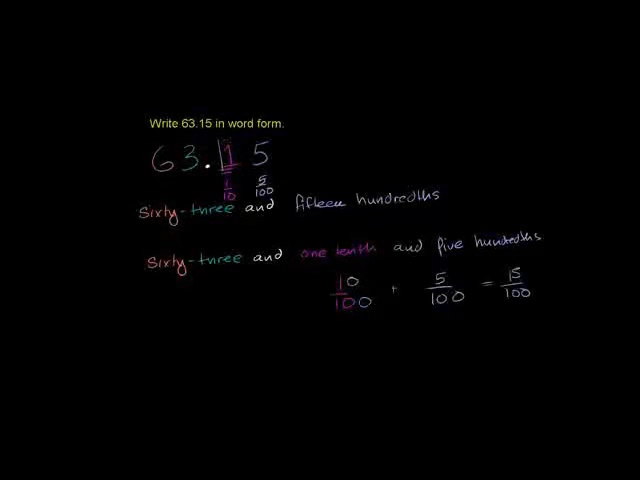 Write 63.15 in word form.
63.15
1/10 5/100
Sixty-three and fifteen hundredths
Sixty-three and one tenth and five hundredths
10/100 + 5/100 = 15/100